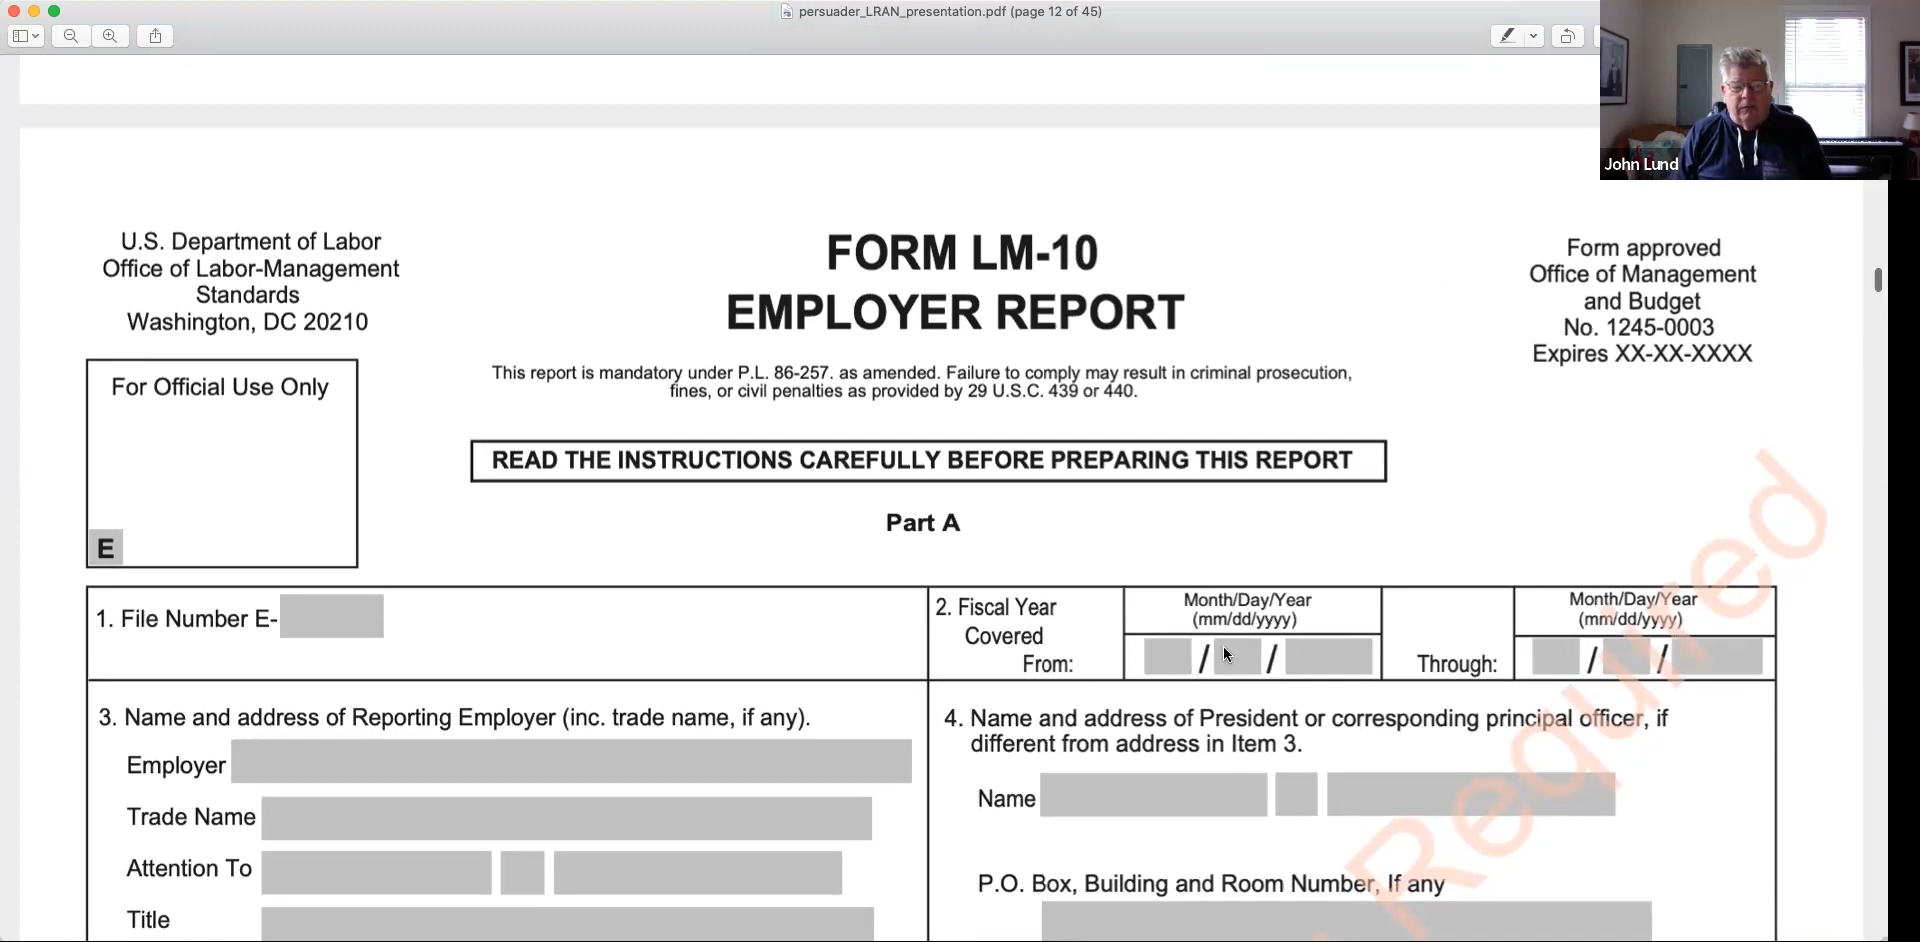 persuader_LRAN_presentation.pdf (page 12 of 45)
John Lund
U.S. Department of Labor
Office of Labor-Management
Standards
Washington, DC 20210
FORM LM-10
EMPLOYER REPORT
Form approved
Office of Management
and Budget
No. 1245-0003
Expires XX-XX-XXXX
This report is mandatory under P.L. 86-257. as amended. Failure to comply may result in criminal prosecution,
fines, or civil penalties as provided by 29 U.S.C. 439 or 440.
For Official Use Only
E
READ THE INSTRUCTIONS CAREFULLY BEFORE PREPARING THIS REPORT
Part A
1. File Number E-
2. Fiscal Year
Covered
From:
Month/Day/Year
(mm/dd/yyyy)
/ /
Through:
Month/Day/Year
(mm/dd/yyyy)
/ /
3. Name and address of Reporting Employer (inc. trade name, if any).
Employer
Trade Name
Attention To
Title
4. Name and address of President or corresponding principal officer, if
different from address in Item 3.
Name
P.O. Box, Building and Room Number, If any
Required